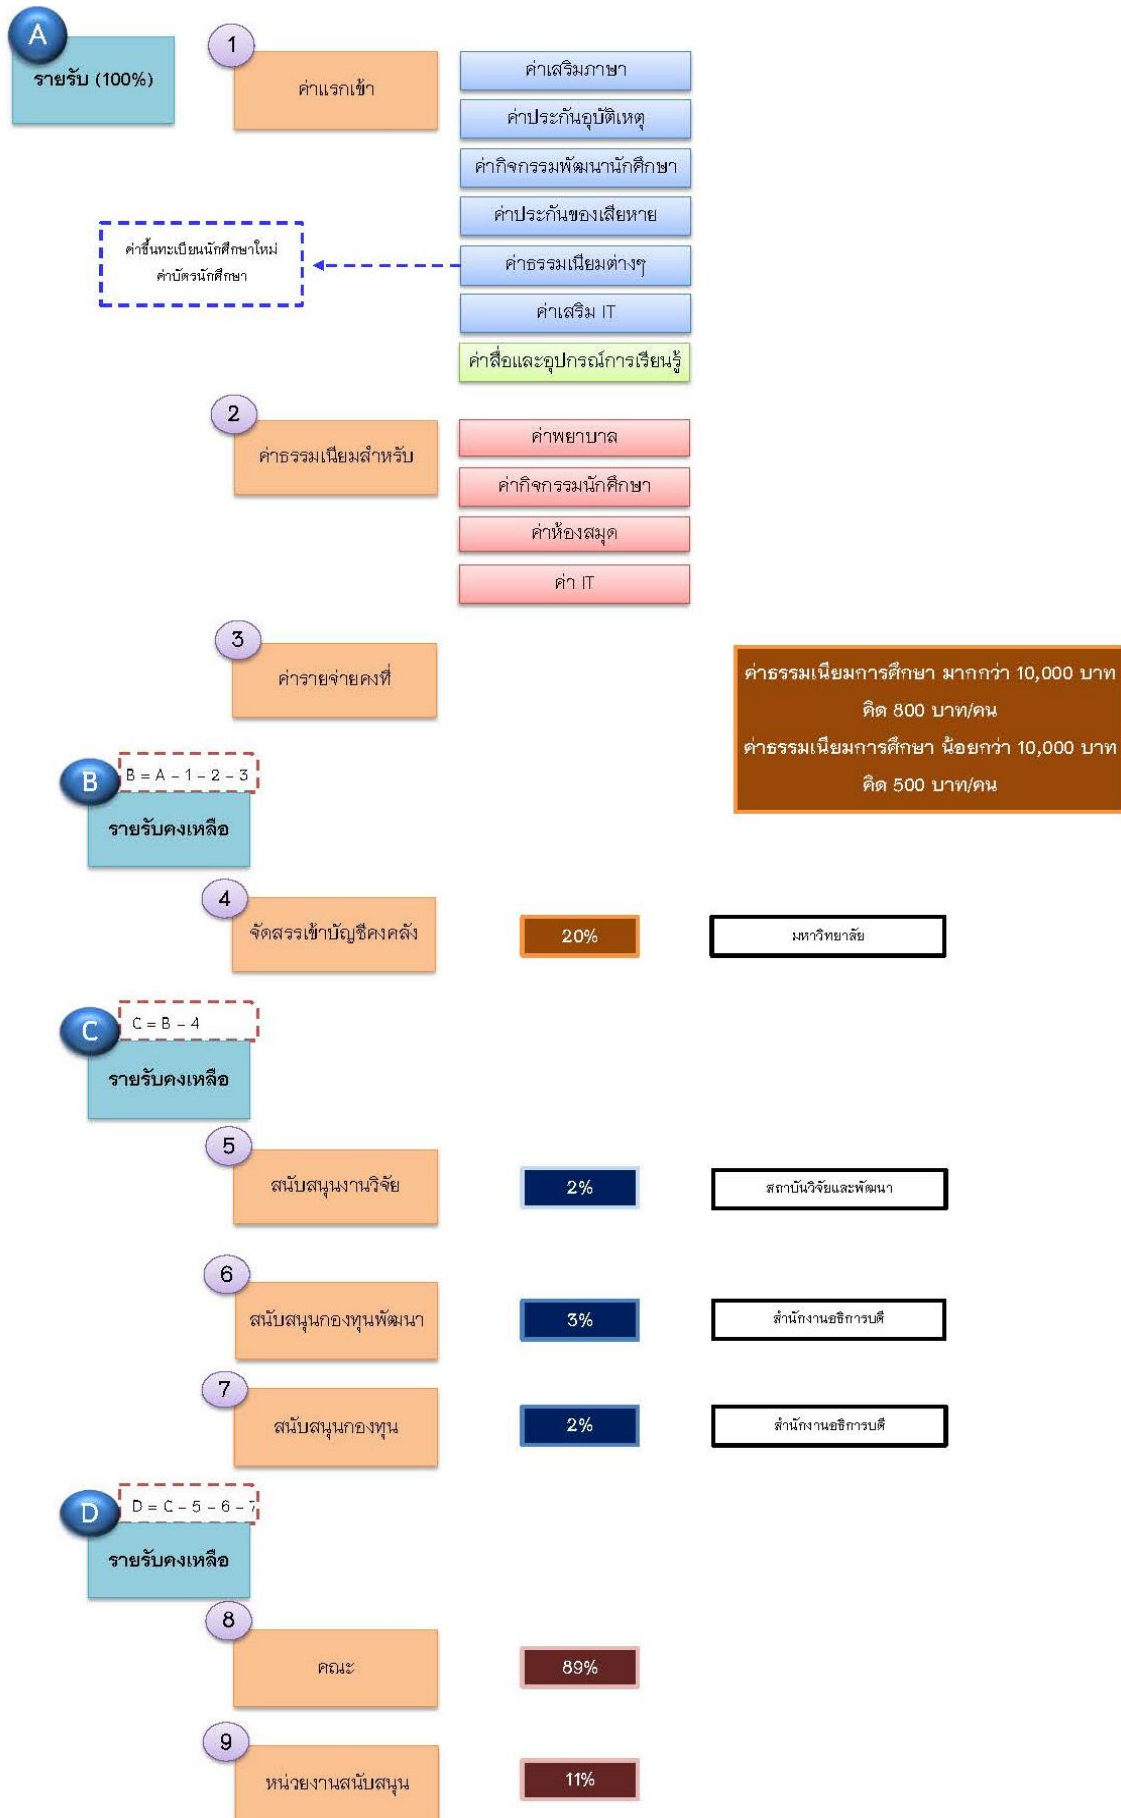 A
รายรับ (100%)
1
ค่าแรกเข้า
ค่าเสริมภาษา
ค่าประกันอุบัติเหตุ
ค่ากิจกรรมพัฒนานักศึกษา
ค่าประกันของเสียหาย
ค่าธรรมเนียมต่างๆ
ค่าขึ้นทะเบียนนักศึกษาใหม่
ค่าบัตรนักศึกษา
ค่าเสริม IT
ค่าสื่อและอุปกรณ์การเรียนรู้
2
ค่าธรรมเนียมสำหรับ
ค่าพยาบาล
ค่ากิจกรรมนักศึกษา
ค่าห้องสมุด
ค่า IT
3
ค่ารายจ่ายคงที่
ค่าธรรมเนียมการศึกษา มากกว่า 10,000 บาท
คิด 800 บาท/คน
ค่าธรรมเนียมการศึกษา น้อยกว่า 10,000 บาท
คิด 500 บาท/คน
B
B = A – 1 – 2 – 3
รายรับคงเหลือ
4
จัดสรรเข้าบัญชีคงคลัง
20%
มหาวิทยาลัย
C
C = B – 4
รายรับคงเหลือ
5
สนับสนุนงานวิจัย
2%
สถาบันวิจัยและพัฒนา
6
สนับสนุนกองทุนพัฒนา
3%
สำนักงานอธิการบดี
7
สนับสนุนกองทุน
2%
สำนักงานอธิการบดี
D
D = C – 5 – 6 – 7
รายรับคงเหลือ
8
คณะ
89%
9
หน่วยงานสนับสนุน
11%